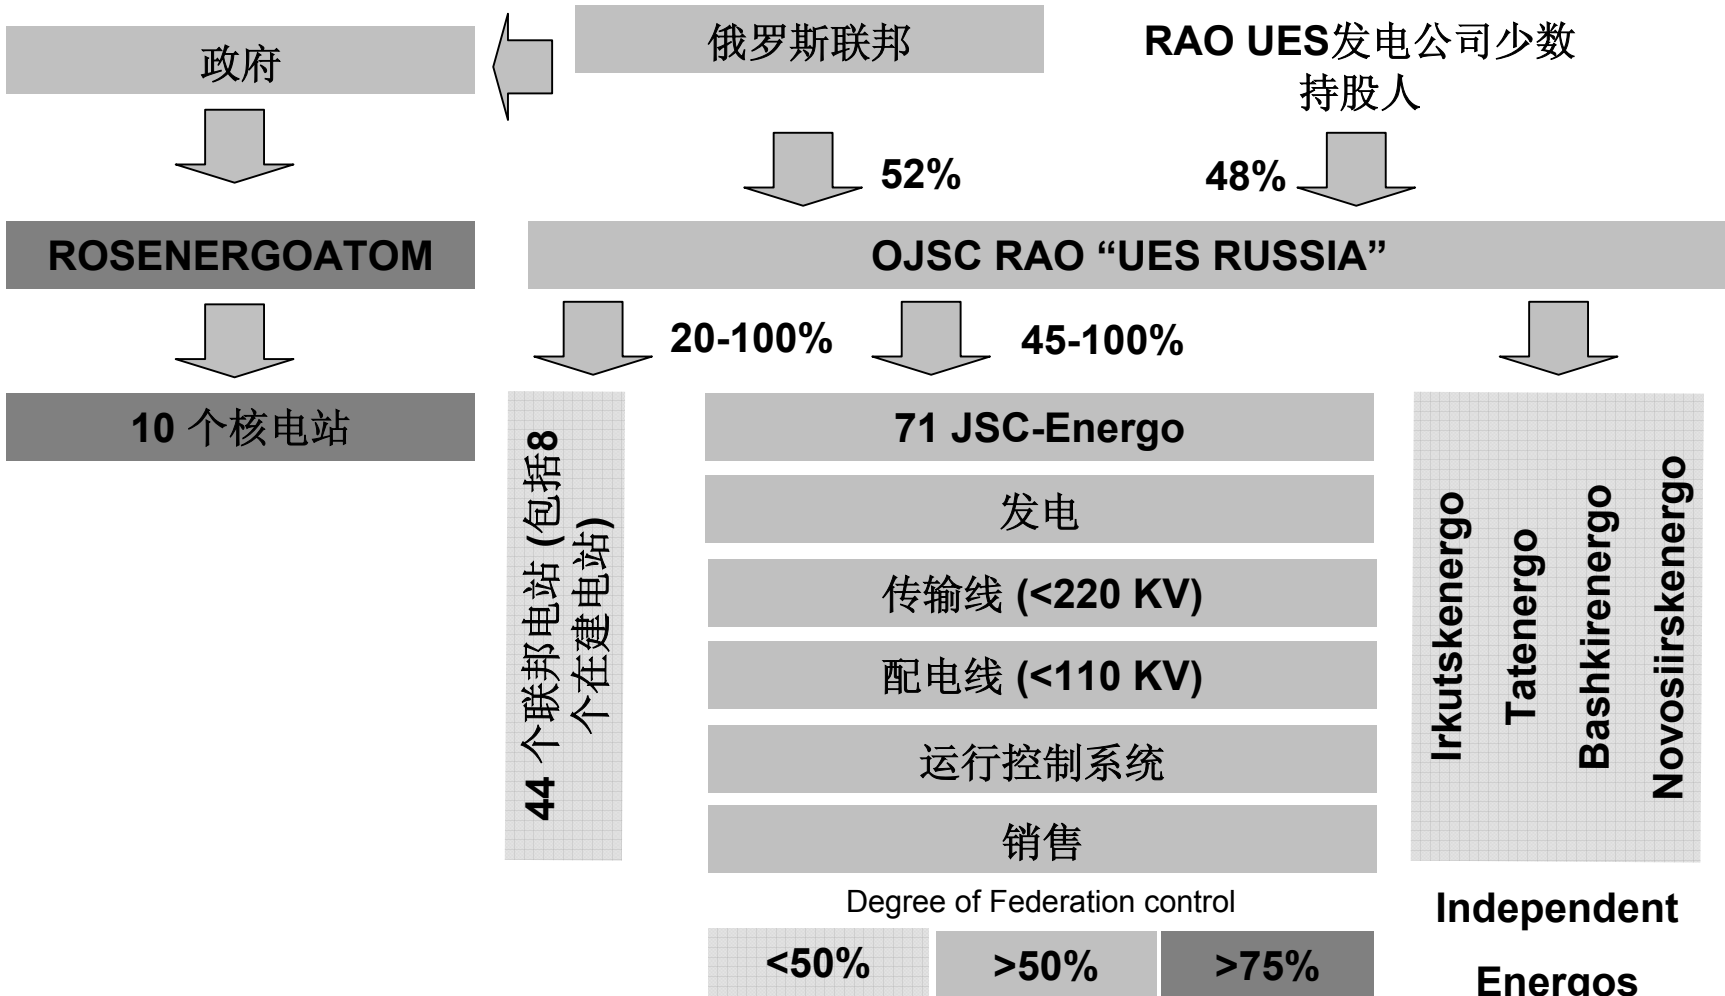 政府
俄罗斯联邦
RAO UES发电公司少数
持股人
52%
48%
ROSENERGOATOM
OJSC RAO “UES RUSSIA”
20-100%
45-100%
10 个核电站
44 个联邦电站 (包括8
个在建电站)
71 JSC-Energo
发电
传输线 (<220 KV)
配电线 (<110 KV)
运行控制系统
销售
Irkutskenergo
Tatenergo
Bashkirenergo
Novosiirskenergo
Degree of Federation control
<50%
>50%
>75%
Independent
Energos